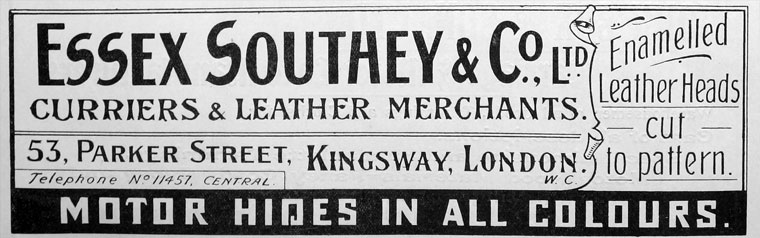 ESSEX SOUTHEY & CO., LTD.
CURRIERS & LEATHER MERCHANTS.
53, PARKER STREET, KINGSWAY, LONDON.
W.C.
Telephone No 11457, CENTRAL.
Enamelled
Leather Heads
cut
to pattern.
MOTOR HIDES IN ALL COLOURS.